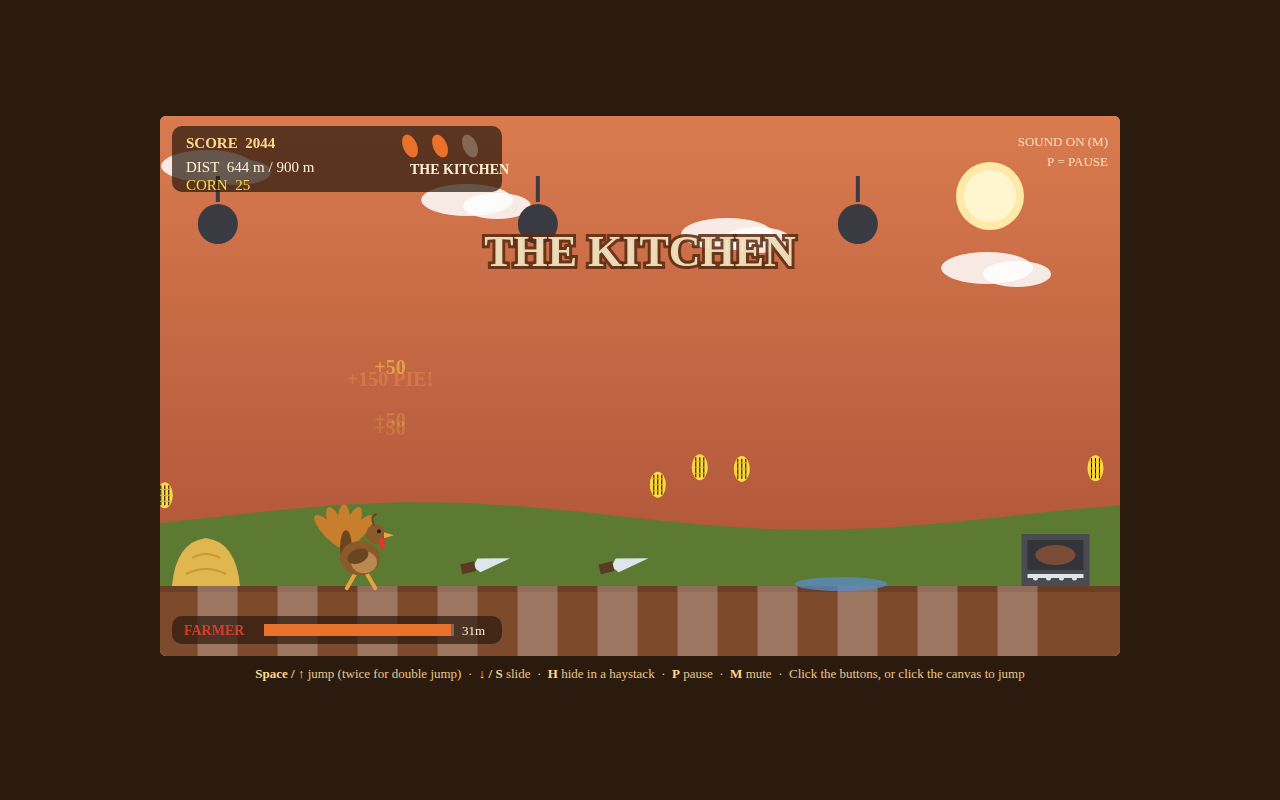 SCORE 2044
SOUND ON (M)
DIST 644 m / 900 m
THE KITCHEN
P = PAUSE
CORN 25
THE KITCHEN
+50
+150 PIE!
+50
+50
FARMER
31m
Space / ↑ jump (twice for double jump) · ↓ / S slide · H hide in a haystack · P pause · M mute · Click the buttons, or click the canvas to jump